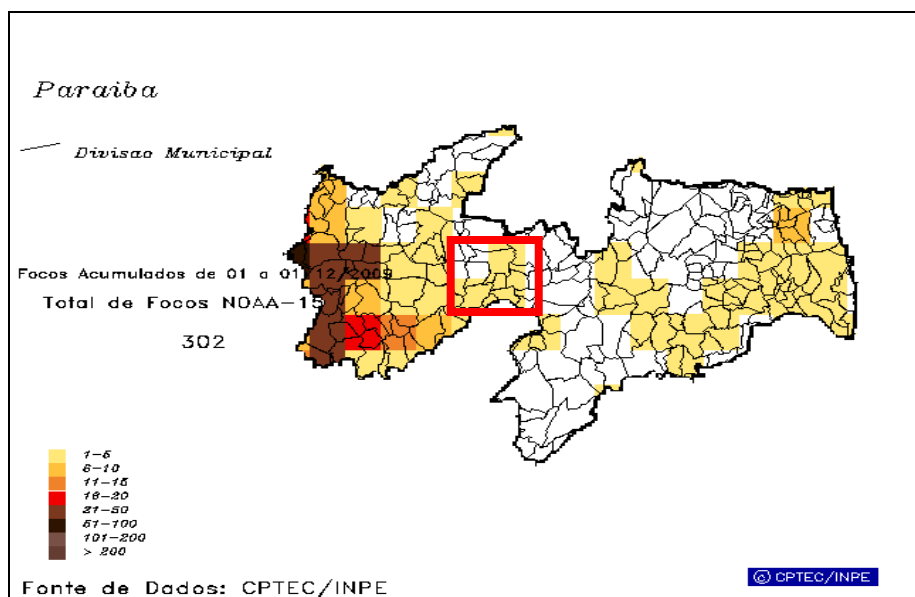 Paraiba
Divisao Municipal
Focos Acumulados de 01 a 01/12/2009
Total de Focos NOAA-15
302
1-5
6-10
11-15
16-20
21-50
51-100
101-200
> 200
Fonte de Dados: CPTEC/INPE
© CPTEC/INPE